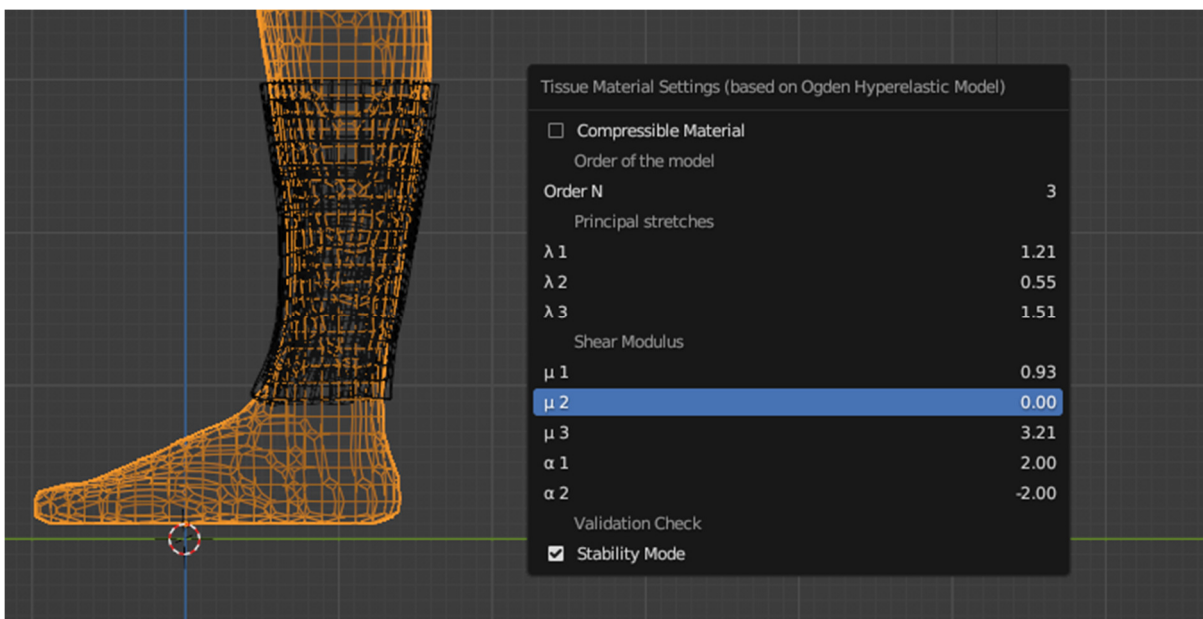 Tissue Material Settings (based on Ogden Hyperelastic Model)
Compressible Material
Order of the model
Order N 3
Principal stretches
λ 1 1.21
λ 2 0.55
λ 3 1.51
Shear Modulus
μ 1 0.93
μ 2 0.00
μ 3 3.21
α 1 2.00
α 2 -2.00
Validation Check
Stability Mode